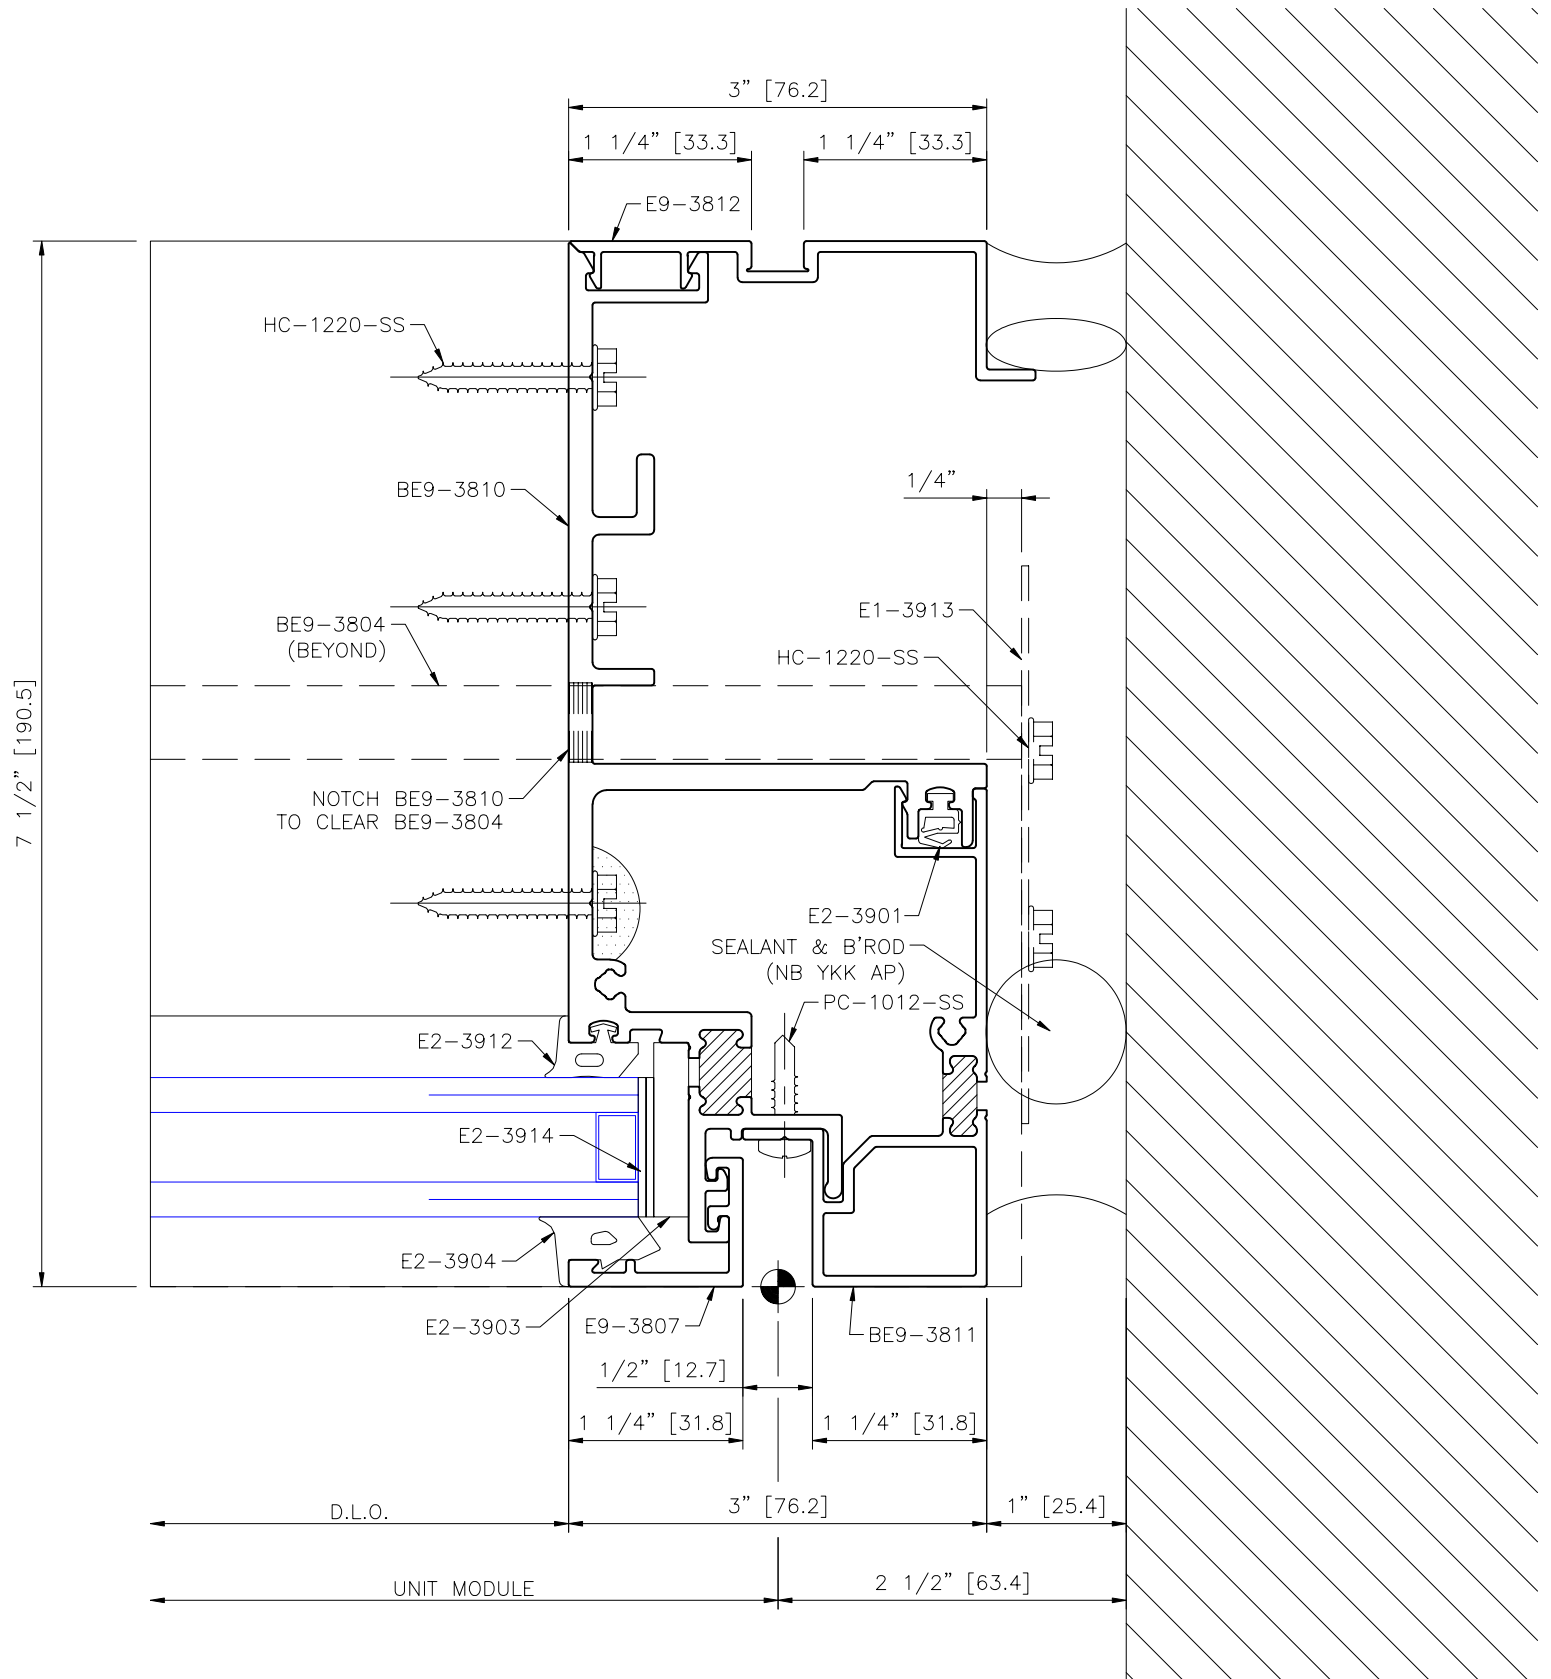 3” [76.2]
1 1/4” [33.3]
1 1/4” [33.3]
E9-3812
HC-1220-SS
BE9-3810
1/4”
E1-3913
BE9-3804
(BEYOND)
HC-1220-SS
7 1/2” [190.5]
NOTCH BE9-3810
TO CLEAR BE9-3804
E2-3901
SEALANT & B’ROD
(NB YKK AP)
PC-1012-SS
E2-3912
E2-3914
E2-3904
E2-3903
E9-3807
BE9-3811
1/2” [12.7]
1 1/4” [31.8]
1 1/4” [31.8]
D.L.O.
3” [76.2]
1” [25.4]
UNIT MODULE
2 1/2” [63.4]